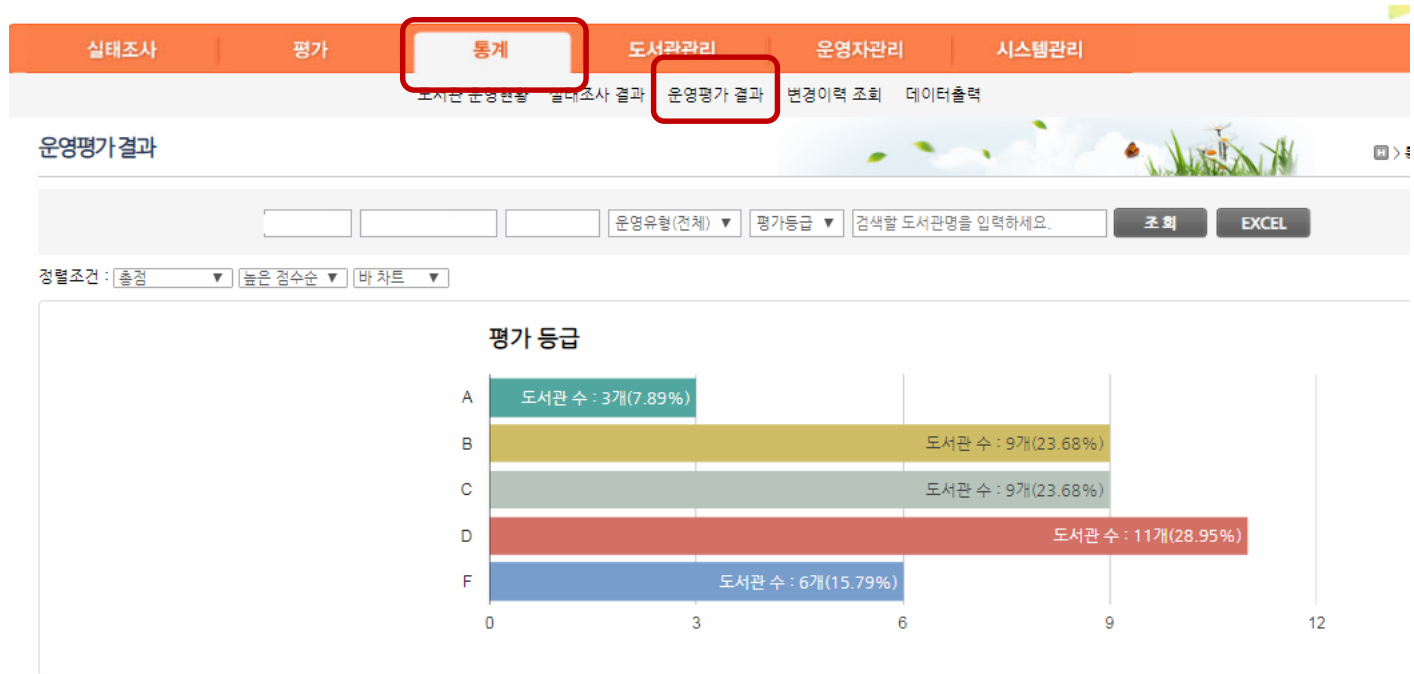 실태조사 평가 통계 도서관관리 운영자관리 시스템관리
도서관 운영현황 실태조사 결과 운영평가 결과 변경이력 조회 데이터출력
운영평가 결과
H >
운영유형(전체) ▼ 평가등급 ▼ 검색할 도서관명을 입력하세요. 조회 EXCEL
정렬조건 : 총점 ▼ 높은 점수순 ▼ 바 차트 ▼
평가 등급
A 도서관 수 : 3개(7.89%)
B 도서관 수 : 9개(23.68%)
C 도서관 수 : 9개(23.68%)
D 도서관 수 : 11개(28.95%)
F 도서관 수 : 6개(15.79%)
0 3 6 9 12